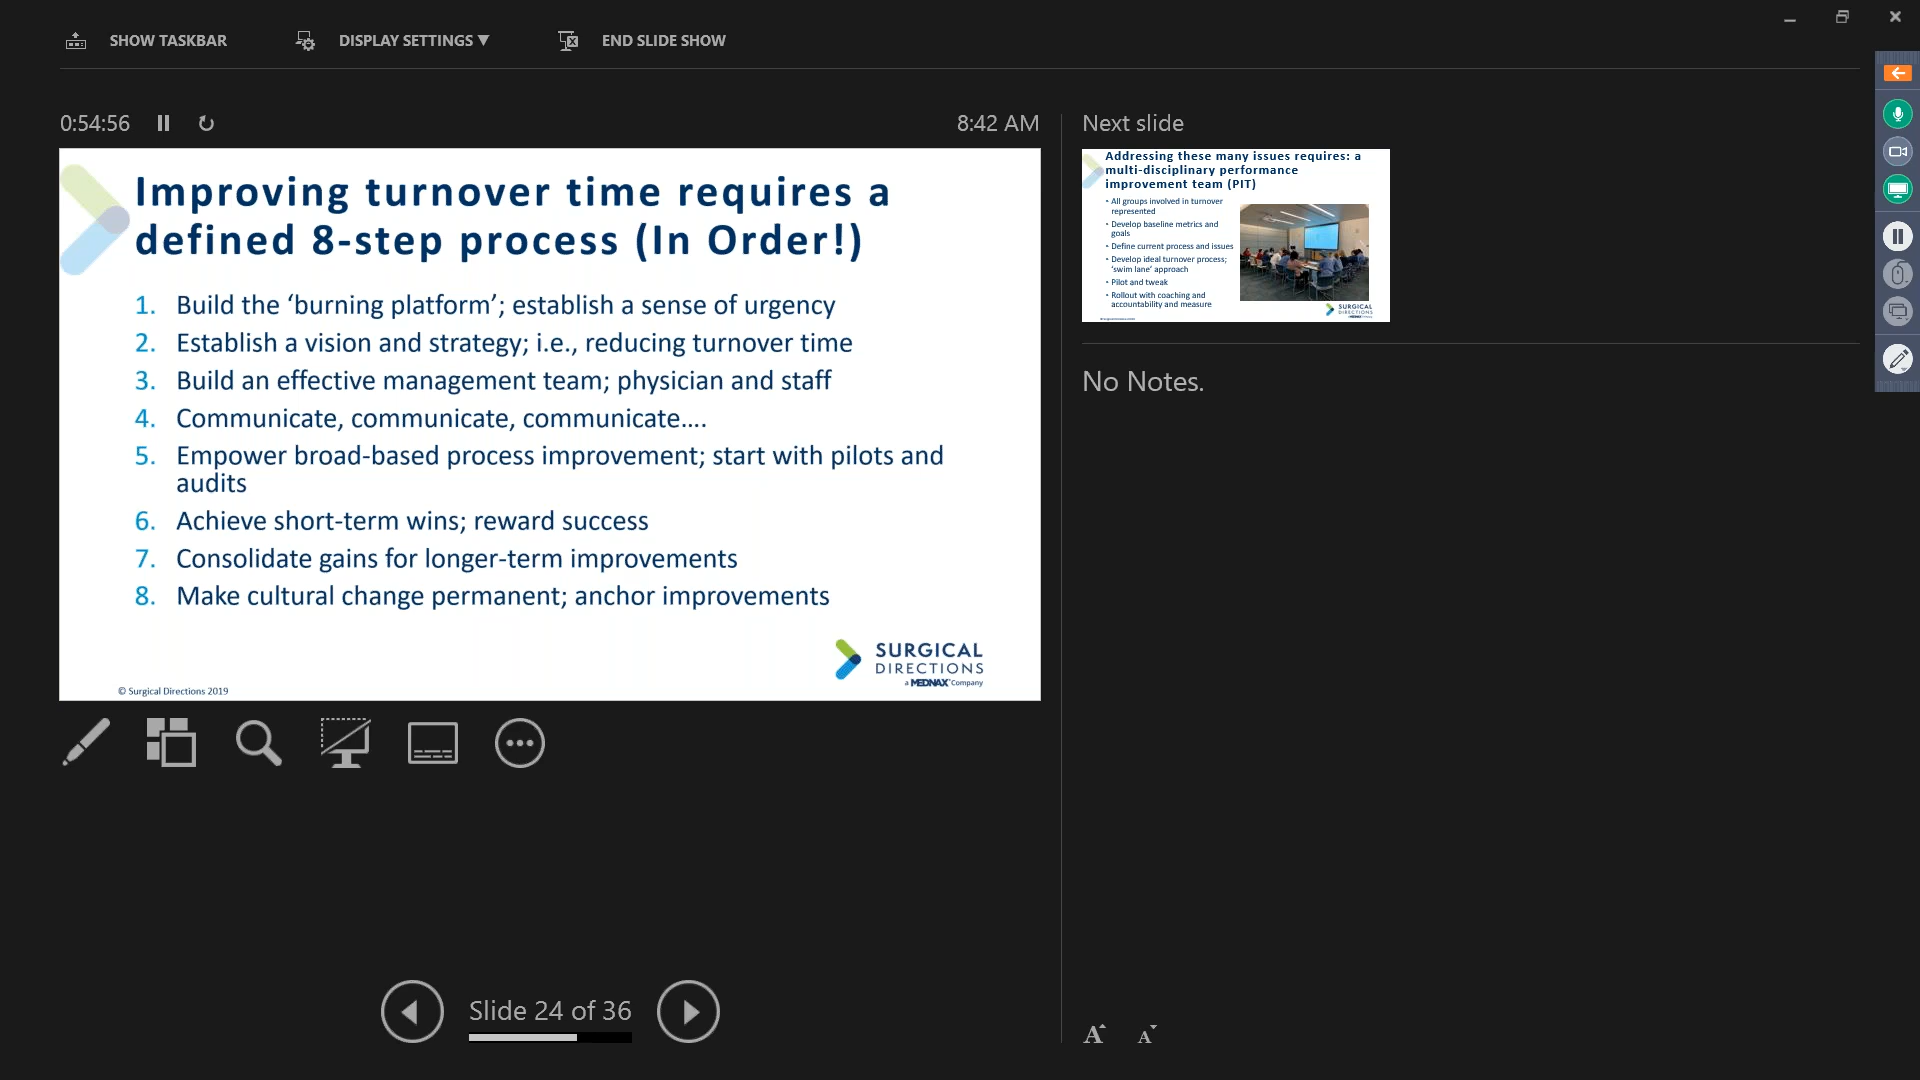 SHOW TASKBAR
DISPLAY SETTINGS ▼
END SLIDE SHOW
0:54:56
8:42 AM
Improving turnover time requires a
defined 8-step process (In Order!)
1. Build the ‘burning platform’; establish a sense of urgency
2. Establish a vision and strategy; i.e., reducing turnover time
3. Build an effective management team; physician and staff
4. Communicate, communicate, communicate....
5. Empower broad-based process improvement; start with pilots and
audits
6. Achieve short-term wins; reward success
7. Consolidate gains for longer-term improvements
8. Make cultural change permanent; anchor improvements
SURGICAL
DIRECTIONS
a MEDNAX Company
© Surgical Directions 2019
Slide 24 of 36
Next slide
Addressing these many issues requires: a
multi-disciplinary performance
improvement team (PIT)
• All groups involved in turnover
represented
• Develop baseline metrics and
goals
• Define current process and issues
• Develop ideal turnover process;
‘swim lane’ approach
• Pilot and tweak
• Rollout with coaching and
accountability and measure
SURGICAL
DIRECTIONS
No Notes.
A A